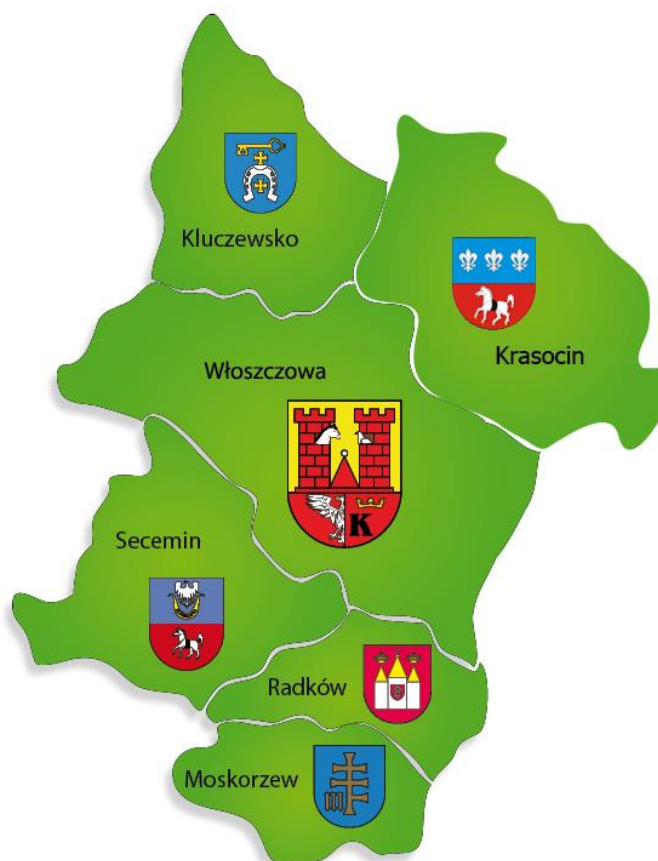 Kluczewsko
Krasocin
Włoszczowa
K
Secemin
Radków
Moskorzew
m